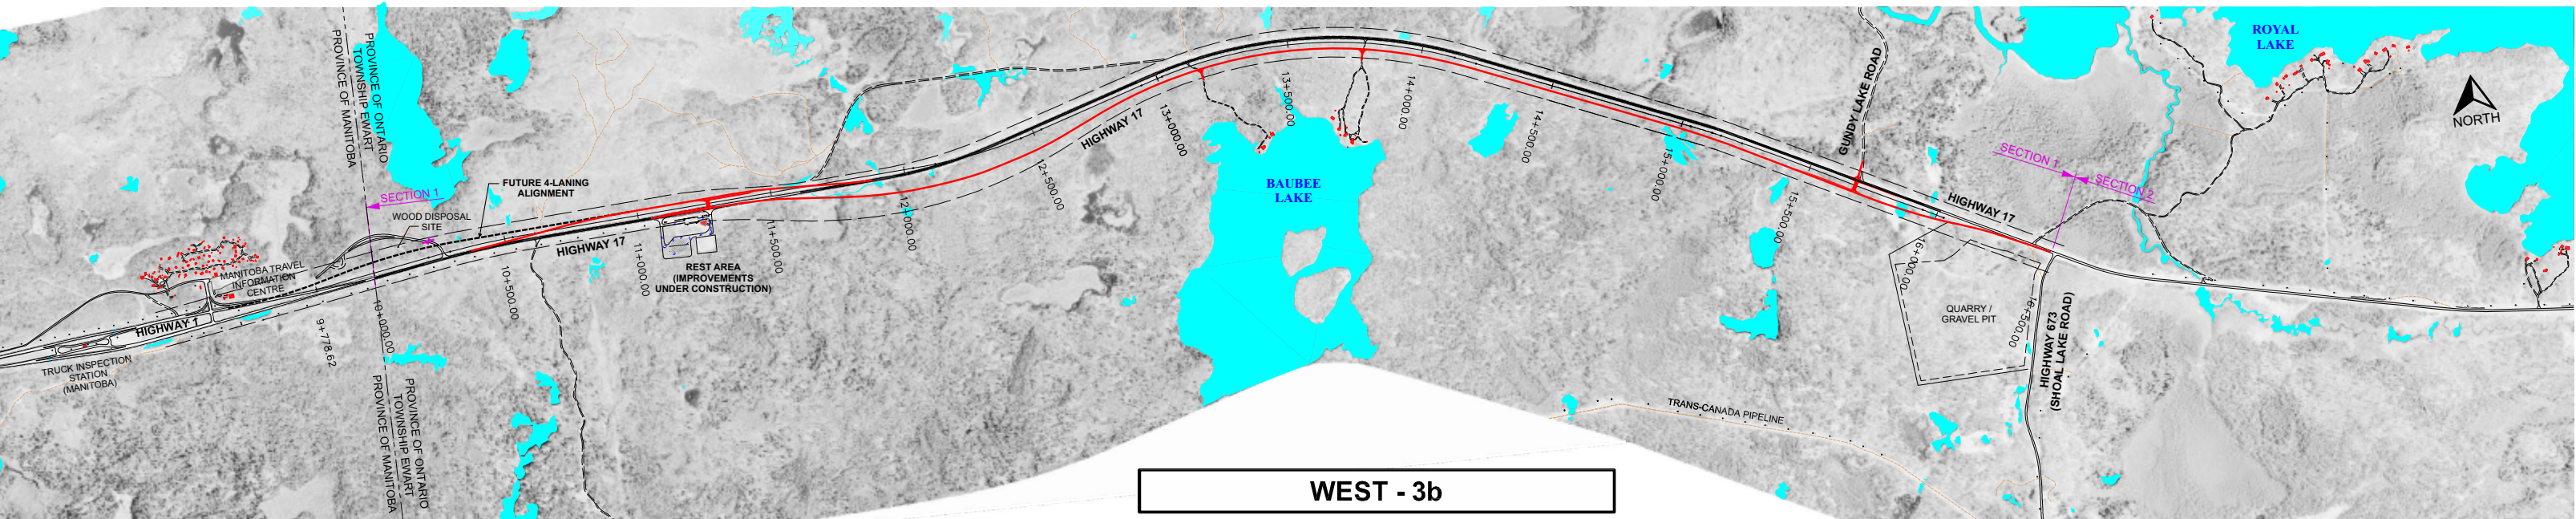 PROVINCE OF ONTARIO
TOWNSHIP EWART
PROVINCE OF MANITOBA
SECTION 1
FUTURE 4-LANING
ALIGNMENT
WOOD DISPOSAL
SITE
MANITOBA TRAVEL
INFORMATION
CENTRE
HIGHWAY 1
TRUCK INSPECTION
STATION
(MANITOBA)
9+778.62
10+000.00
PROVINCE OF ONTARIO
TOWNSHIP EWART
PROVINCE OF MANITOBA
10+500.00
HIGHWAY 17
11+000.00
REST AREA
(IMPROVEMENTS
UNDER CONSTRUCTION)
11+500.00
12+000.00
12+500.00
HIGHWAY 17
13+000.00
13+500.00
BAUBEE
LAKE
14+000.00
14+500.00
15+000.00
15+500.00
GUNDY LAKE ROAD
HIGHWAY 17
16+000.00
QUARRY /
GRAVEL PIT
16+500.00
HIGHWAY 673
(SHOAL LAKE ROAD)
SECTION 1
SECTION 2
ROYAL
LAKE
NORTH
TRANS-CANADA PIPELINE
WEST - 3b